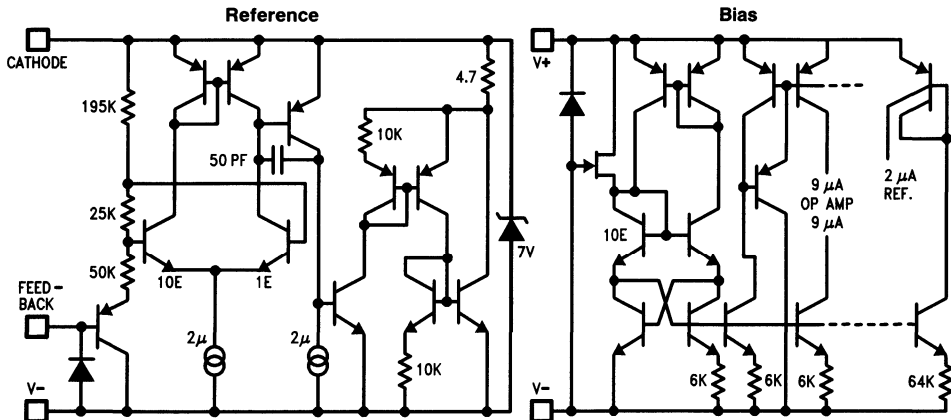 Reference
Bias
CATHODE
195K
50 PF
25K
50K
10E
1E
FEED-
BACK
2μ
2μ
V-
10K
4.7
10K
7V
V+
10E
9 μA
OP AMP
9 μA
2 μA
REF.
V-
6K
6K
6K
64K